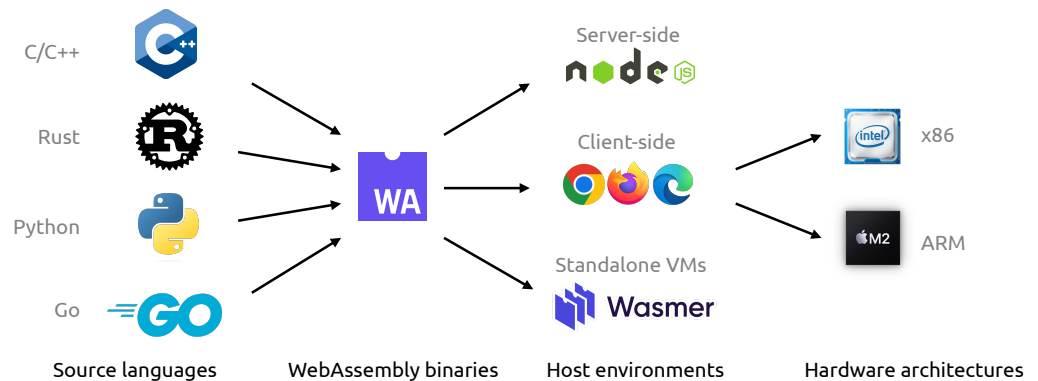 C/C++
C++
Rust
R
Python
Go
GO
Source languages
WA
WebAssembly binaries
Server-side
node
JS
Client-side
Standalone VMs
Wasmer
Host environments
intel
x86
M2
ARM
Hardware architectures